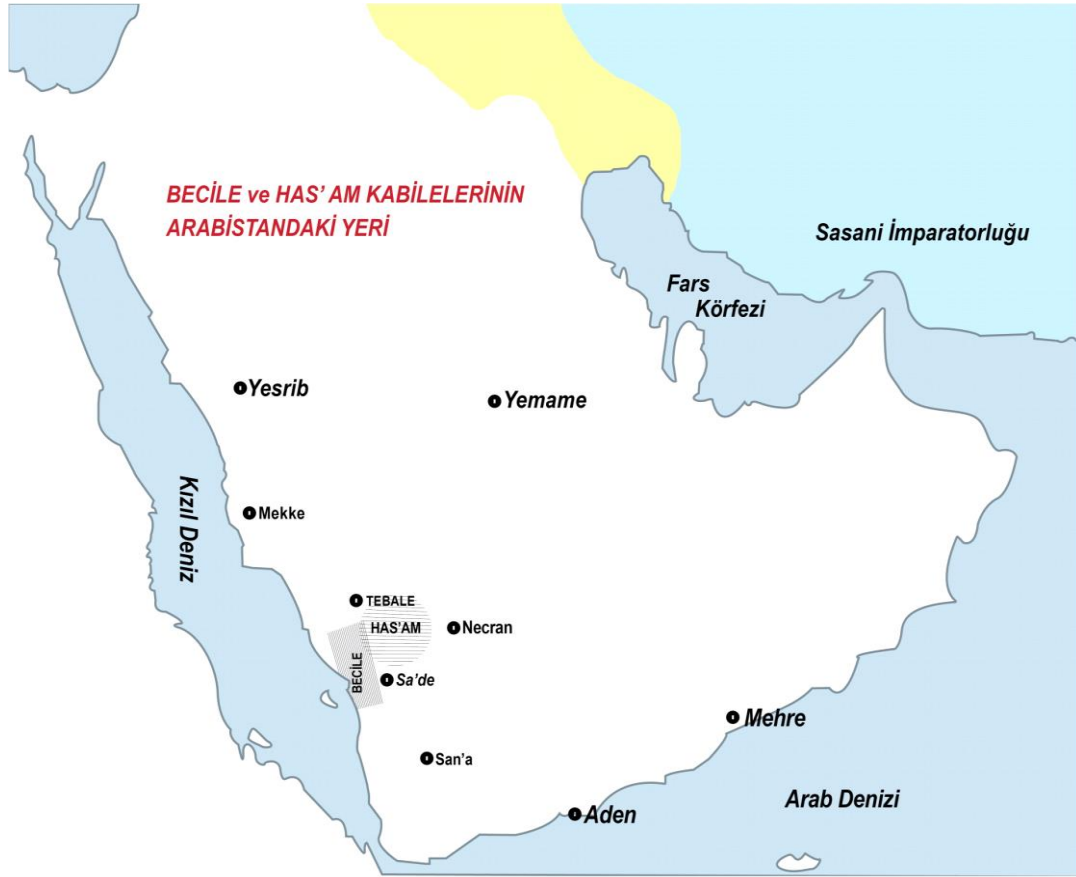 BECİLE ve HAS' AM KABİLELERİNİN
ARABİSTANDAKİ YERİ
Sasani İmparatorluğu
Fars
Körfezi
Yesrib
Yemame
Kızıl Deniz
Mekke
TEBALE
HAS'AM
Necran
BECİLE
Sa'de
Mehre
San'a
Arab Denizi
Aden